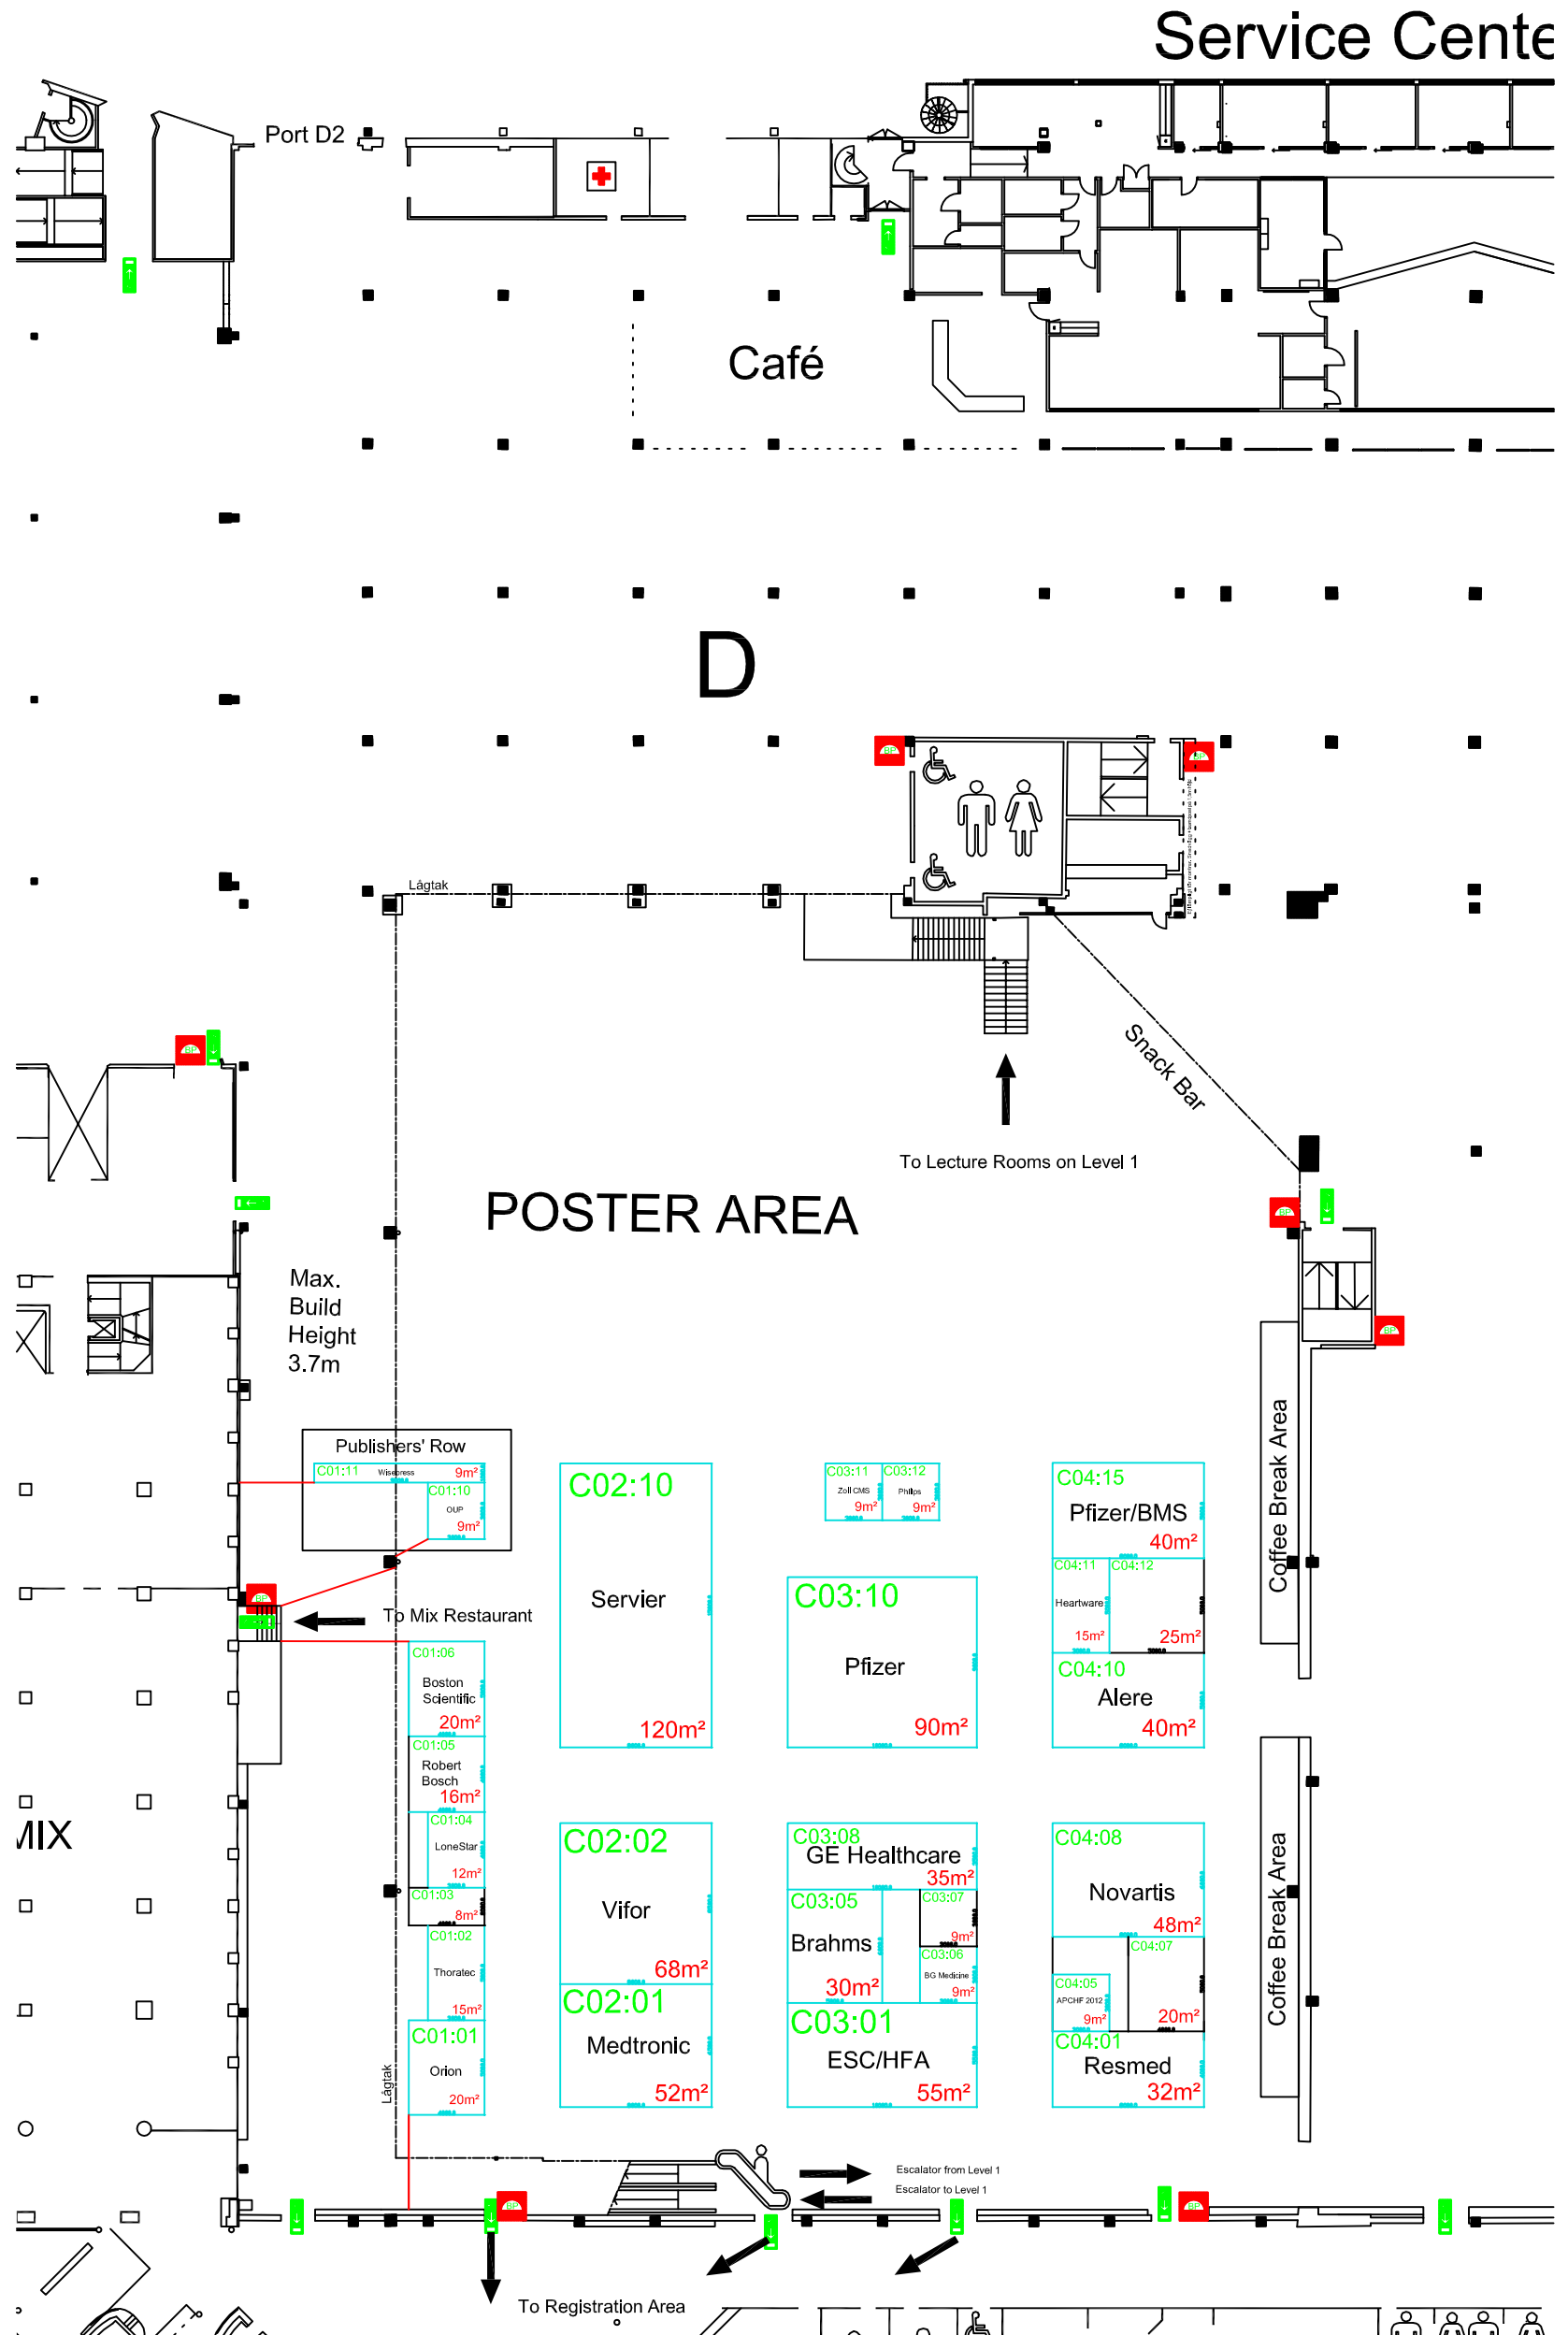 Service Cente
Port D2
Café
D
Lågtak
Snack Bar
To Lecture Rooms on Level 1
POSTER AREA
Max.
Build
Height
3.7m
Publishers' Row
C01:11
Wisepress
9m²
C01:10
OUP
9m²
C02:10
Servier
120m²
C03:11
Zoll CMS
9m²
C03:12
Philips
9m²
C03:10
Pfizer
90m²
C04:15
Pfizer/BMS
40m²
C04:11
Heartware
15m²
C04:12
25m²
C04:10
Alere
40m²
Coffee Break Area
To Mix Restaurant
C01:06
Boston
Scientific
20m²
C01:05
Robert
Bosch
16m²
C01:04
LoneStar
12m²
C01:03
8m²
C01:02
Thoratec
15m²
C01:01
Orion
20m²
MIX
C02:02
Vifor
68m²
C02:01
Medtronic
52m²
C03:08
GE Healthcare
35m²
C03:05
Brahms
30m²
C03:07
9m²
C03:06
BG Medicine
9m²
C03:01
ESC/HFA
55m²
C04:08
Novartis
48m²
C04:07
20m²
C04:05
APCHF 2012
9m²
C04:01
Resmed
32m²
Coffee Break Area
Lågtak
Escalator from Level 1
Escalator to Level 1
To Registration Area